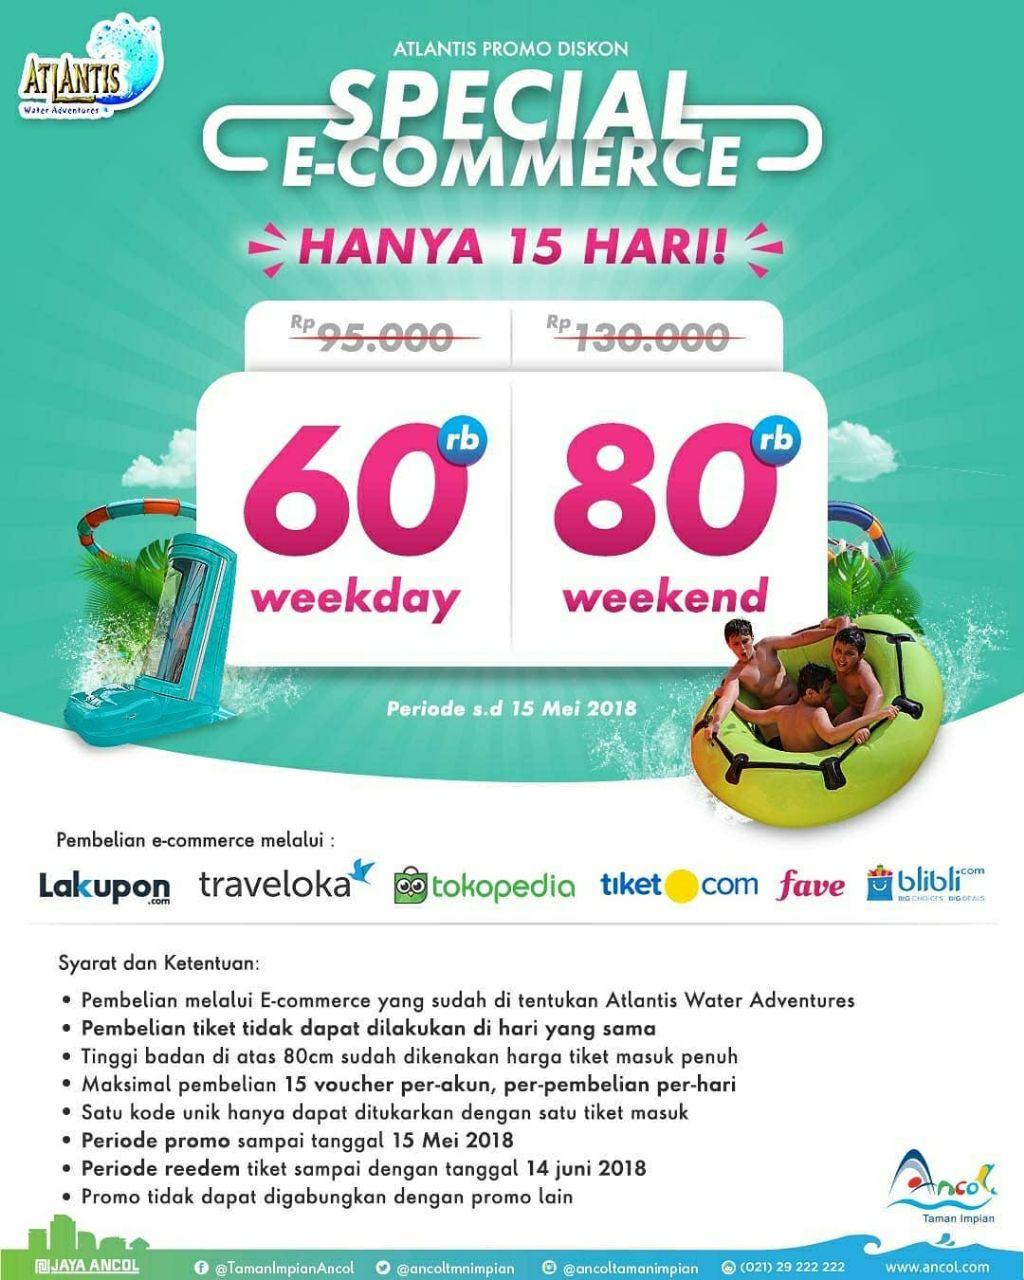 ATLANTIS
Water Adventures
ATLANTIS PROMO DISKON
SPECIAL
E-COMMERCE
HANYA 15 HARI!
Rp 95.000 Rp 130.000
60 rb 80 rb
weekday weekend
Periode s.d 15 Mei 2018
Pembelian e-commerce melalui :
Lakupon.com traveloka tokopedia tiket.com fave blibli.com
BIG CHOICES BIG DEALS
Syarat dan Ketentuan:
• Pembelian melalui E-commerce yang sudah di tentukan Atlantis Water Adventures
• Pembelian tiket tidak dapat dilakukan di hari yang sama
• Tinggi badan di atas 80cm sudah dikenakan harga tiket masuk penuh
• Maksimal pembelian 15 voucher per-akun, per-pembelian per-hari
• Satu kode unik hanya dapat ditukarkan dengan satu tiket masuk
• Periode promo sampai tanggal 15 Mei 2018
• Periode reedem tiket sampai dengan tanggal 14 juni 2018
• Promo tidak dapat digabungkan dengan promo lain
Ancol
Taman Impian
JAYA ANCOL @TamanImpianAncol @ancoltmnimpian @ancoltamanimpian (021) 29 222 222 www.ancol.com